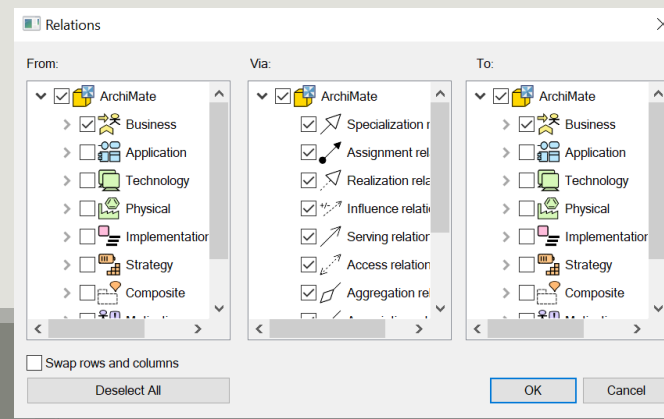 Relations
From:
Via:
To:
ArchiMate
Business
Application
Technology
Physical
Implementation
Strategy
Composite
ArchiMate
Specialization r
Assignment rel
Realization rela
Influence relati
Serving relation
Access relation
Aggregation rel
ArchiMate
Business
Application
Technology
Physical
Implementation
Strategy
Composite
Swap rows and columns
Deselect All
OK
Cancel